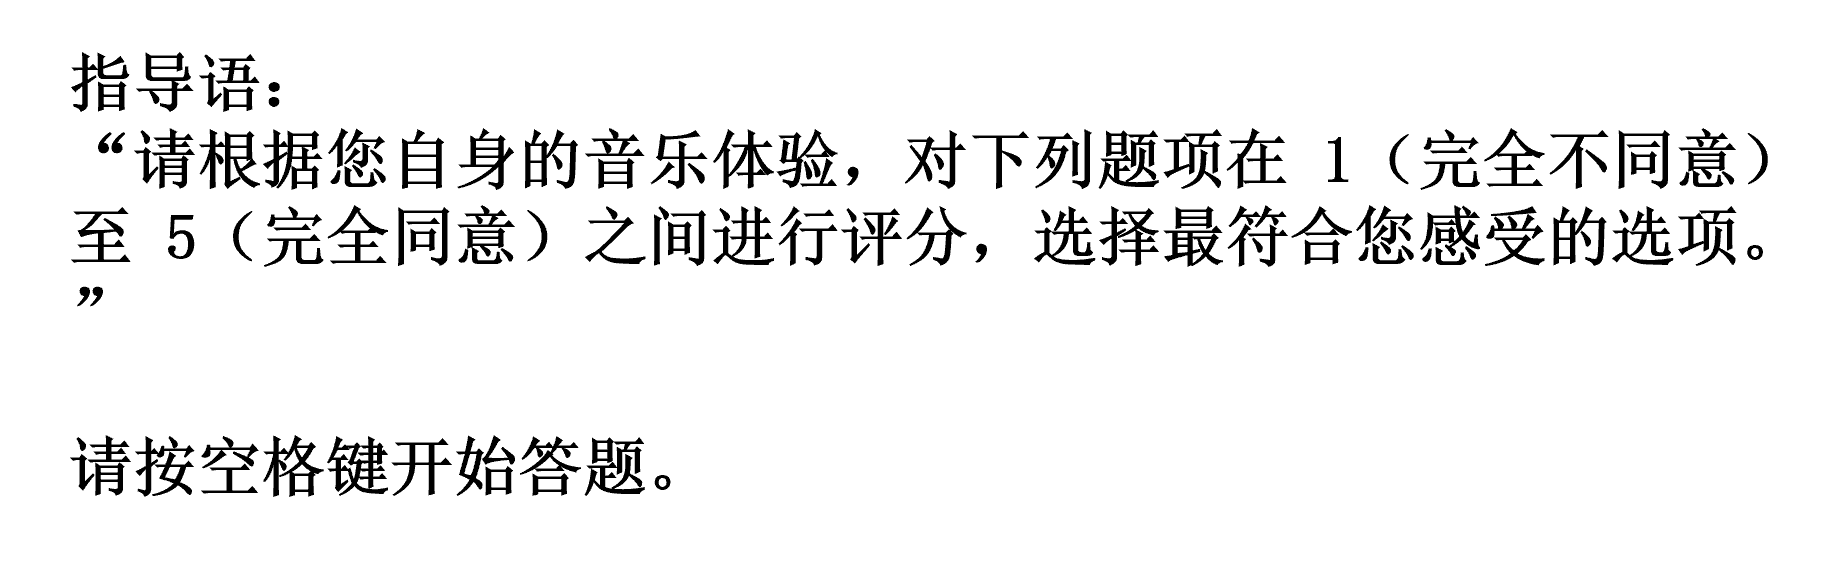 指导语：
“请根据您自身的音乐体验，对下列题项在 1（完全不同意）
至 5（完全同意）之间进行评分，选择最符合您感受的选项。
”
请按空格键开始答题。